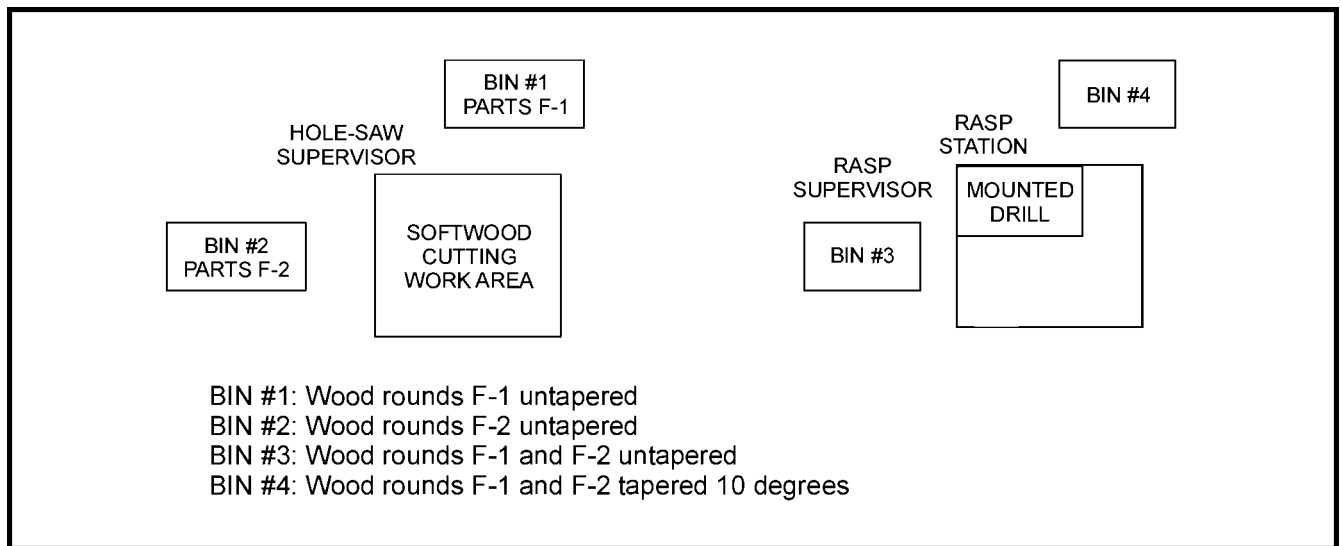 BIN #1
PARTS F-1
HOLE-SAW
SUPERVISOR
BIN #2
PARTS F-2
SOFTWOOD
CUTTING
WORK AREA
BIN #4
RASP
STATION
RASP
SUPERVISOR
MOUNTED
DRILL
BIN #3
BIN #1: Wood rounds F-1 untapered
BIN #2: Wood rounds F-2 untapered
BIN #3: Wood rounds F-1 and F-2 untapered
BIN #4: Wood rounds F-1 and F-2 tapered 10 degrees